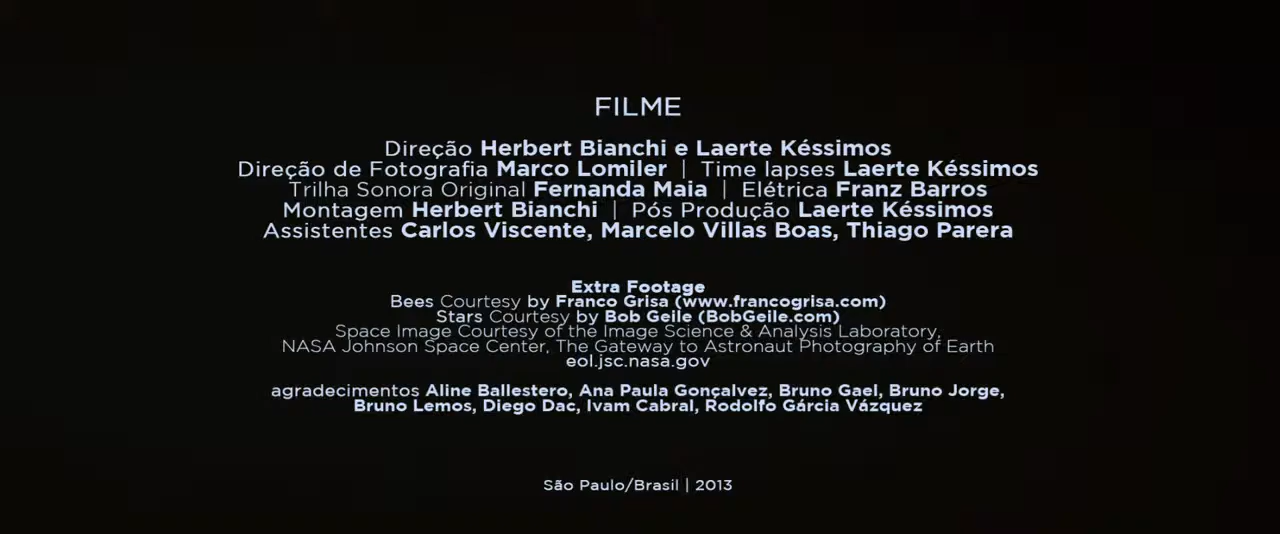 FILME
Direção Herbert Bianchi e Laerte Késsimos
Direção de Fotografia Marco Lomiler | Time lapses Laerte Késsimos
Trilha Sonora Original Fernanda Maia | Elétrica Franz Barros
Montagem Herbert Bianchi | Pós Produção Laerte Késsimos
Assistentes Carlos Viscente, Marcelo Villas Boas, Thiago Parera
Extra Footage
Bees Courtesy by Franco Grisa (www.francogrisa.com)
Stars Courtesy by Bob Geile (BobGeile.com)
Space Image Courtesy of the Image Science & Analysis Laboratory,
NASA Johnson Space Center, The Gateway to Astronaut Photography of Earth
eol.jsc.nasa.gov
agradecimentos Aline Ballestero, Ana Paula Gonçalvez, Bruno Gael, Bruno Jorge,
Bruno Lemos, Diego Dac, Ivam Cabral, Rodolfo Gárcia Vázquez
São Paulo/Brasil | 2013